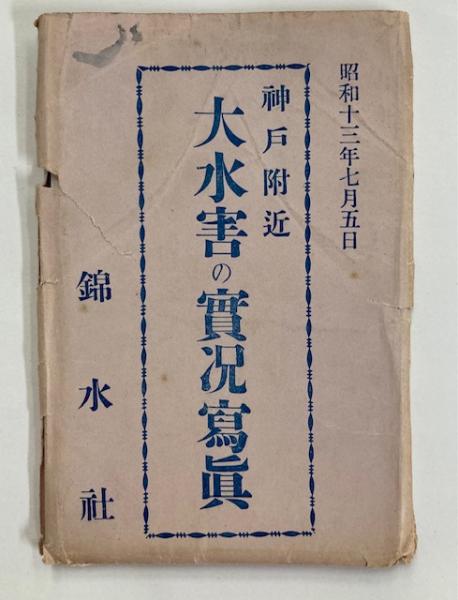 昭和十三年七月五日
神戸附近
大水害の實況寫眞
錦水社